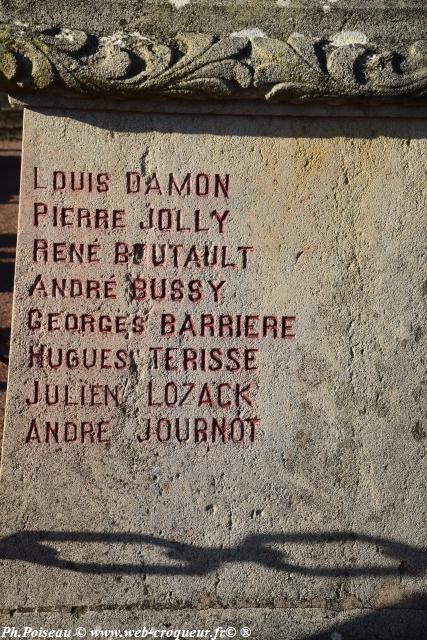 LOUIS DAMON
PIERRE JOLLY
RENÉ BOUTAULT
ANDRÉ BUSSY
GEORGES BARRIERE
HUGUES TERISSE
JULIEN LOZACK
ANDRÉ JOURNOT
Ph.Poiseau © www-web-croqueur.fr ® ®